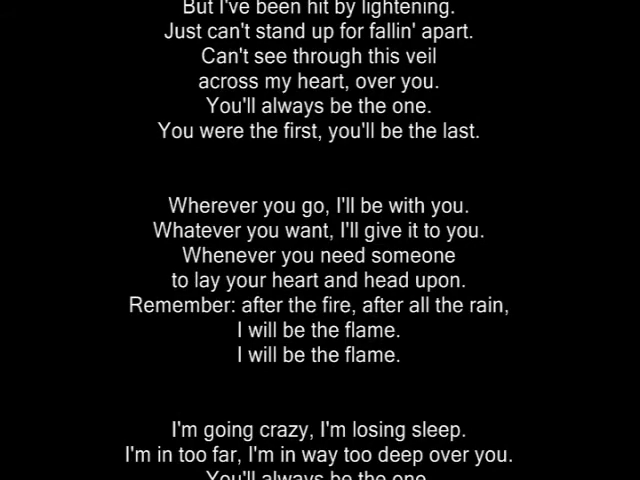 But I've been hit by lightening.
Just can't stand up for fallin' apart.
Can't see through this veil
across my heart, over you.
You'll always be the one.
You were the first, you'll be the last.
Wherever you go, I'll be with you.
Whatever you want, I'll give it to you.
Whenever you need someone
to lay your heart and head upon.
Remember: after the fire, after all the rain,
I will be the flame.
I will be the flame.
I'm going crazy, I'm losing sleep.
I'm in too far, I'm in way too deep over you.
You'll always be the one.